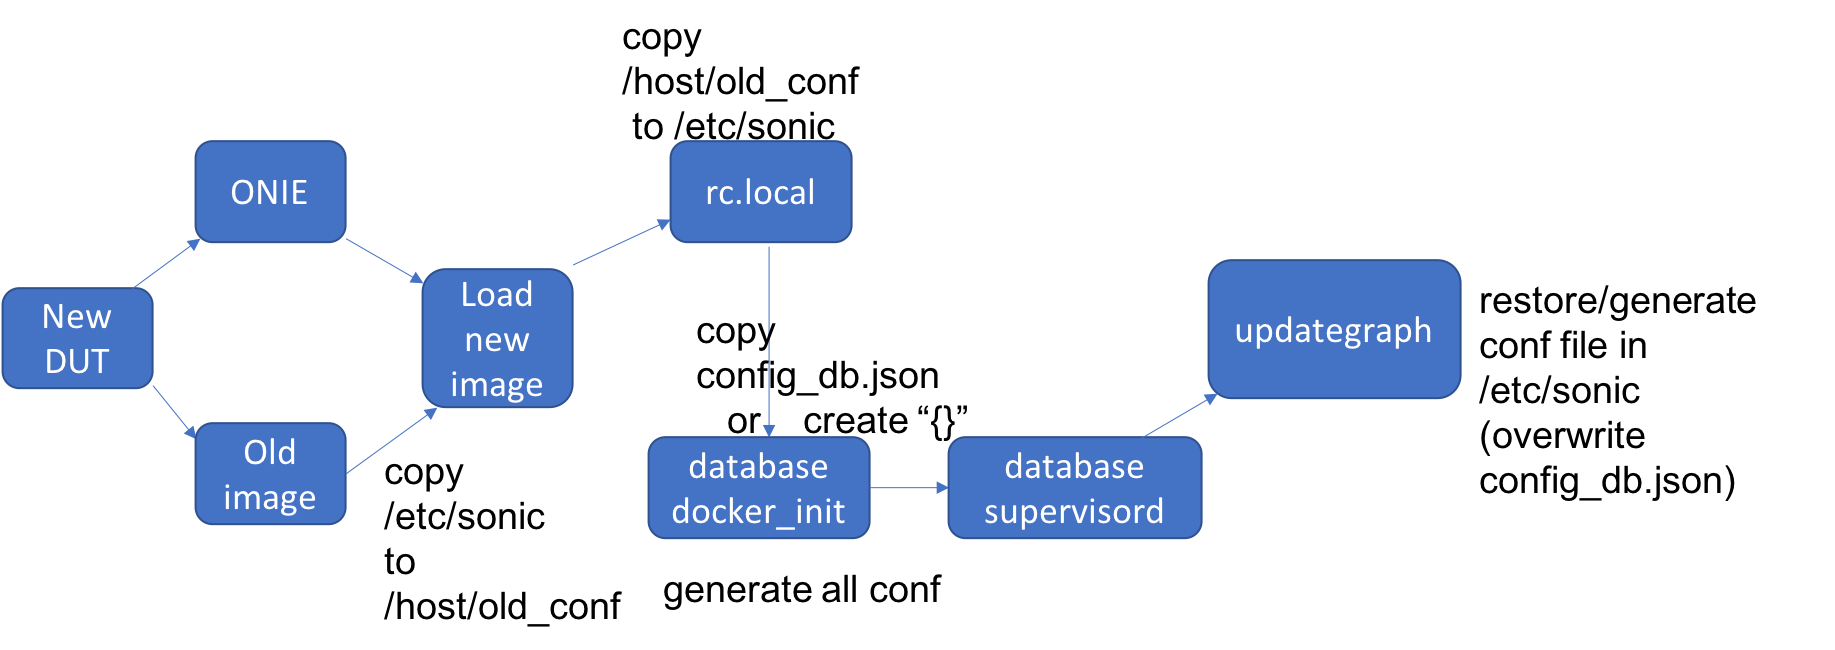 copy
/host/old_conf
to /etc/sonic
ONIE
rc.local
New
DUT
Load
new
image
Old
image
copy
/etc/sonic
to
/host/old_conf
copy
config_db.json
or create “{}”
database
docker_init
generate all conf
database
supervisord
updategraph
restore/generate
conf file in
/etc/sonic
(overwrite
config_db.json)